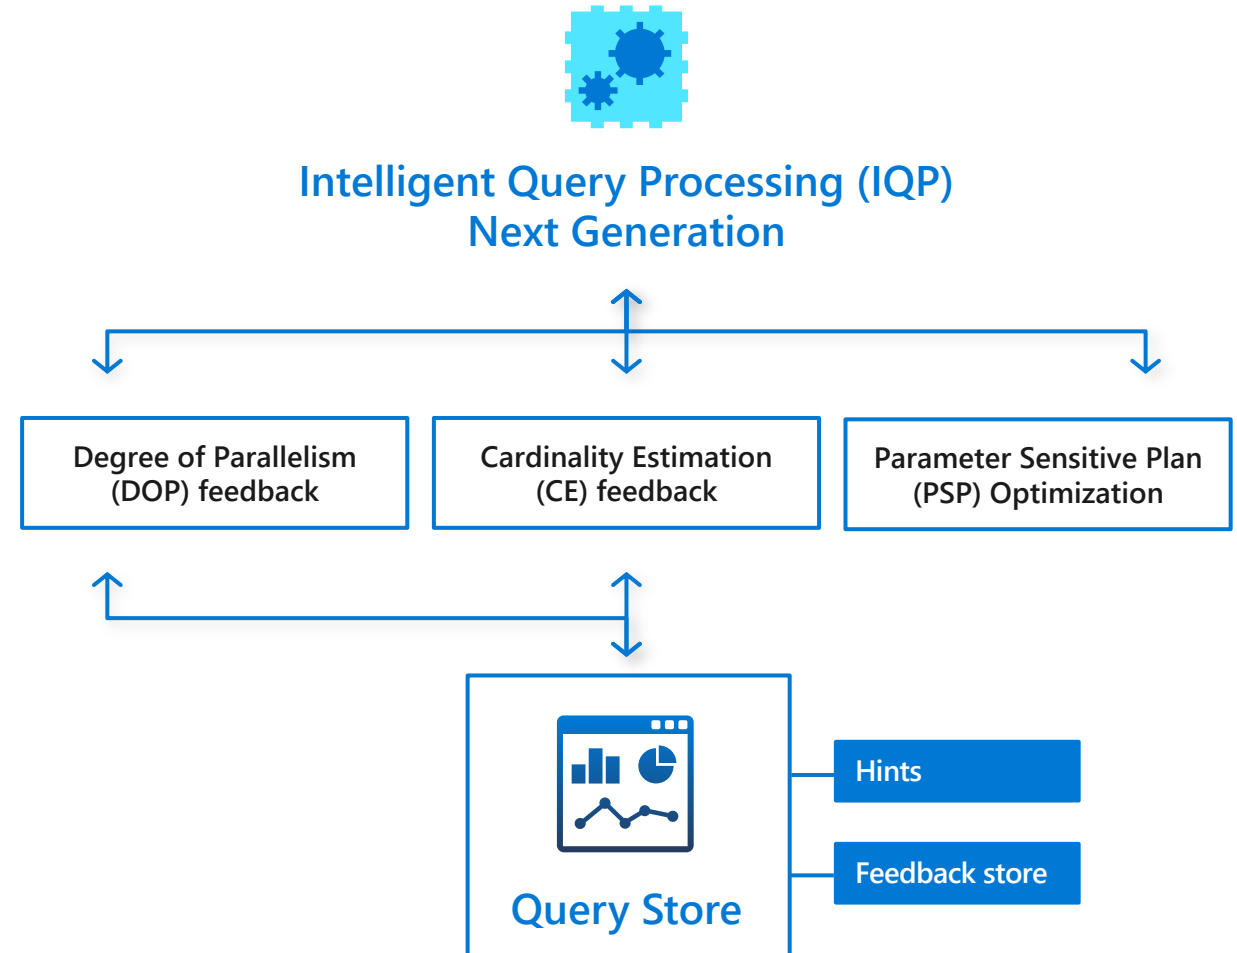 Intelligent Query Processing (IQP)
Next Generation
Degree of Parallelism
(DOP) feedback
Cardinality Estimation
(CE) feedback
Parameter Sensitive Plan
(PSP) Optimization
Query Store
Hints
Feedback store